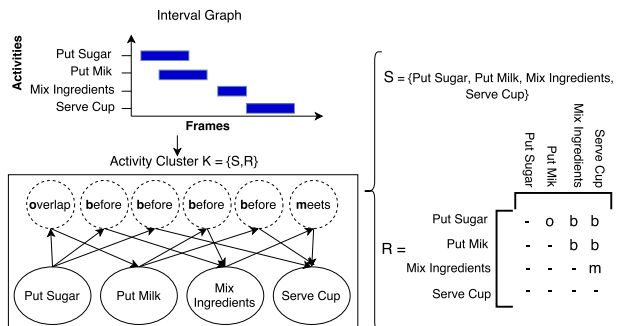 Interval Graph
Activities
Put Sugar
Put Mik
Mix Ingredients
Serve Cup
Frames
Activity Cluster K = {S,R}
overlap
before
before
before
before
meets
Put Sugar
Put Milk
Mix
Ingredients
Serve Cup
S = {Put Sugar, Put Milk, Mix Ingredients,
Serve Cup}
Put Sugar
Put Mik
Mix Ingredients
Serve Cup
R =
Put Sugar - o b b
Put Mik - - b b
Mix Ingredients - - - m
Serve Cup - - - -